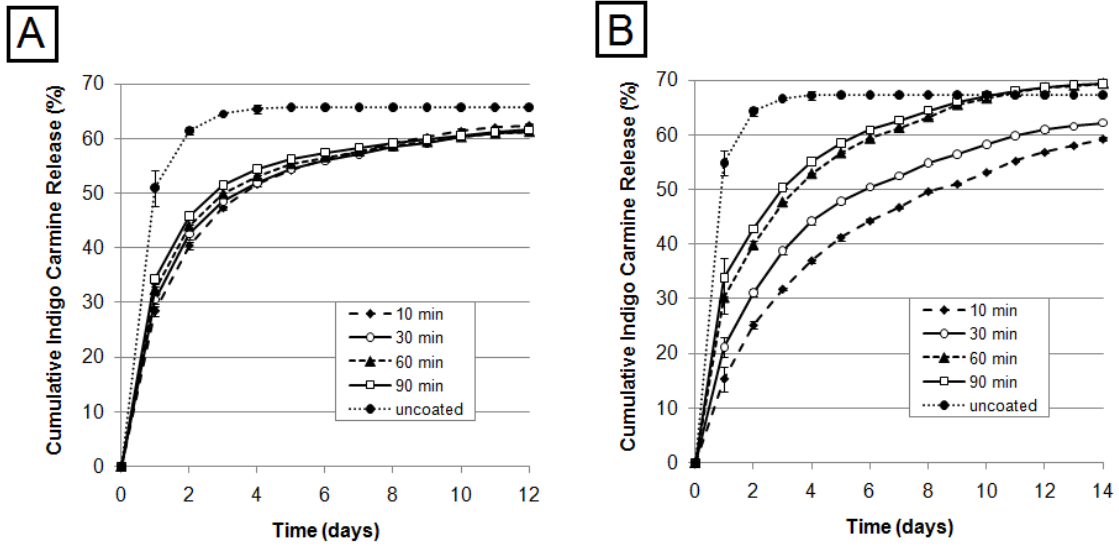 A
Cumulative Indigo Carmine Release (%)
70
60
50
40
30
20
10
0
10 min
30 min
60 min
90 min
uncoated
0 2 4 6 8 10 12
Time (days)
B
Cumulative Indigo Carmine Release (%)
70
60
50
40
30
20
10
0
10 min
30 min
60 min
90 min
uncoated
0 2 4 6 8 10 12 14
Time (days)